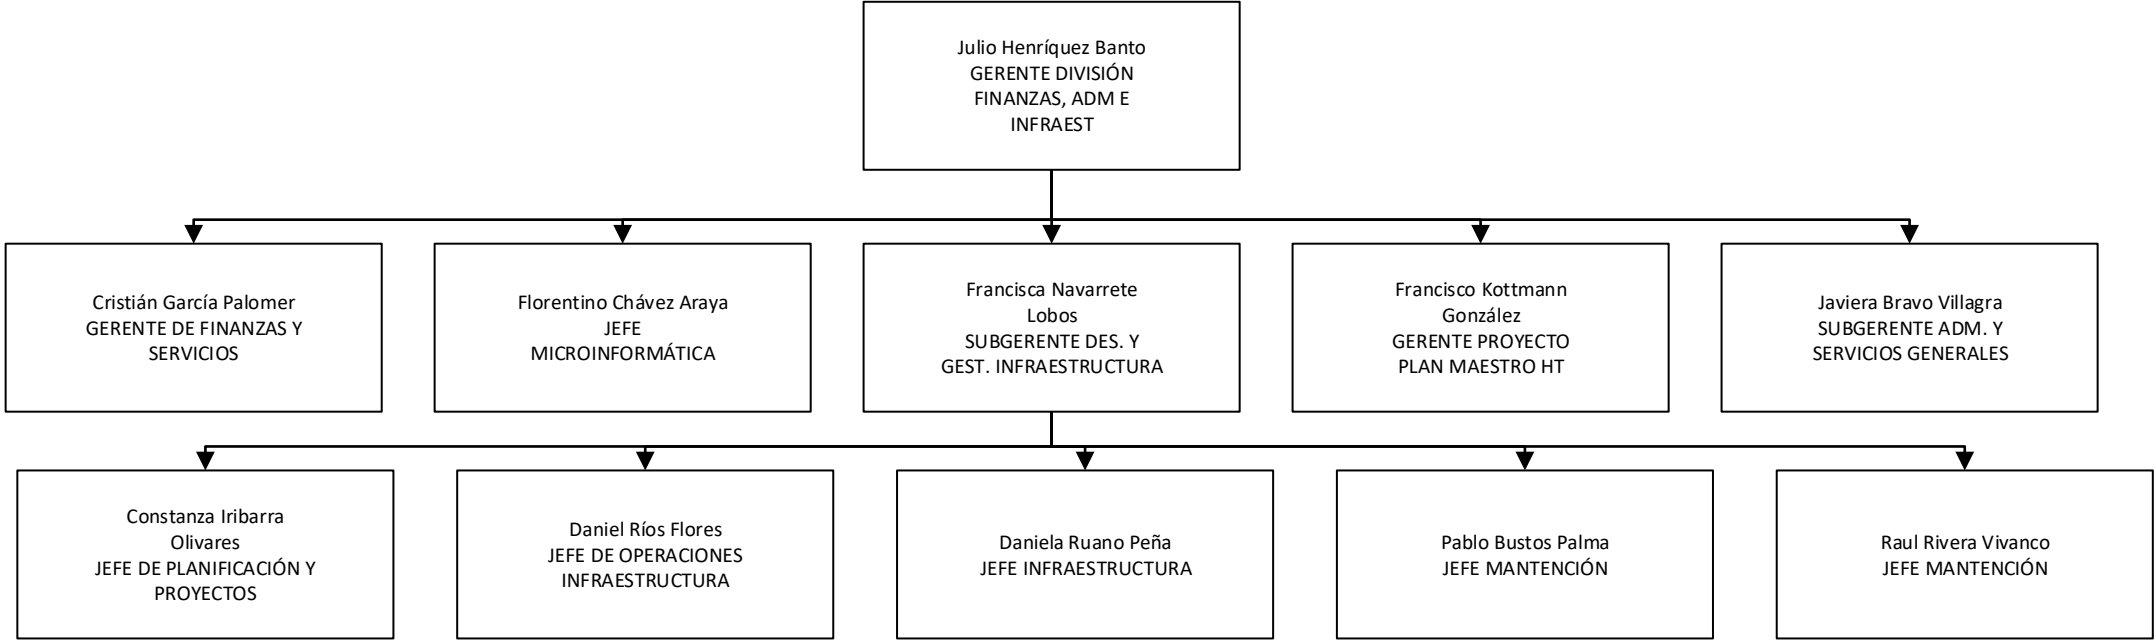 Julio Henríquez Banto
GERENTE DIVISIÓN
FINANZAS, ADM E
INFRAEST
Cristián García Palomer
GERENTE DE FINANZAS Y
SERVICIOS
Florentino Chávez Araya
JEFE
MICROINFORMÁTICA
Francisca Navarrete
Lobos
SUBGERENTE DES. Y
GEST. INFRAESTRUCTURA
Francisco Kottmann
González
GERENTE PROYECTO
PLAN MAESTRO HT
Javiera Bravo Villagra
SUBGERENTE ADM. Y
SERVICIOS GENERALES
Constanza Iribarra
Olivares
JEFE DE PLANIFICACIÓN Y
PROYECTOS
Daniel Ríos Flores
JEFE DE OPERACIONES
INFRAESTRUCTURA
Daniela Ruano Peña
JEFE INFRAESTRUCTURA
Pablo Bustos Palma
JEFE MANTENCIÓN
Raul Rivera Vivanco
JEFE MANTENCIÓN